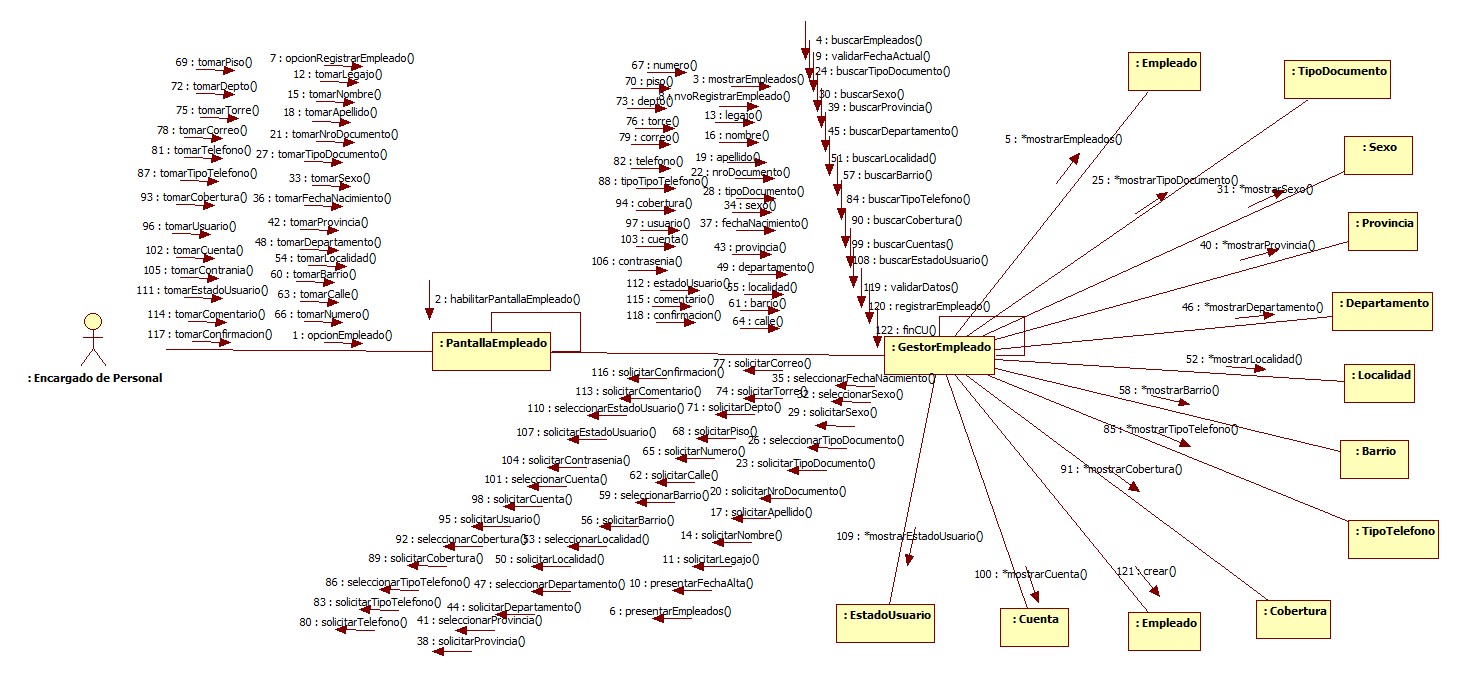 69 : tomarPiso()
72 : tomarDepto()
75 : tomarTorre()
78 : tomarCorreo()
81 : tomarTelefono()
87 : tomarTipoTelefono()
93 : tomarCobertura()
96 : tomarUsuario()
102 : tomarCuenta()
105 : tomarContrania()
111 : tomarEstadoUsuario()
114 : tomarComentario()
117 : tomarConfirmacion()
7 : opcionRegistrarEmpleado()
12 : tomarLegajo()
15 : tomarNombre()
18 : tomarApellido()
21 : tomarNroDocumento()
27 : tomarTipoDocumento()
33 : tomarSexo()
36 : tomarFechaNacimiento()
42 : tomarProvincia()
48 : tomarDepartamento()
54 : tomarLocalidad()
60 : tomarBarrio()
63 : tomarCalle()
66 : tomarNumero()
1 : opcionEmpleado()
: Encargado de Personal
2 : habilitarPantallaEmpleado()
: PantallaEmpleado
67 : numero()
70 : piso()
73 : depto()
76 : torre()
79 : correo()
82 : telefono()
88 : tipoTipoTelefono()
94 : cobertura()
97 : usuario()
103 : cuenta()
106 : contrasenia()
112 : estadoUsuario()
115 : comentario()
118 : confirmacion()
3 : mostrarEmpleados()
8 : nvoRegistrarEmpleado()
13 : legajo()
16 : nombre()
19 : apellido()
22 : nroDocumento()
28 : tipoDocumento()
34 : sexo()
37 : fechaNacimiento()
43 : provincia()
49 : departamento()
55 : localidad()
61 : barrio()
64 : calle()
4 : buscarEmpleados()
9 : validarFechaActual()
24 : buscarTipoDocumento()
30 : buscarSexo()
39 : buscarProvincia()
45 : buscarDepartamento()
51 : buscarLocalidad()
57 : buscarBarrio()
84 : buscarTipoTelefono()
90 : buscarCobertura()
99 : buscarCuentas()
108 : buscarEstadoUsuario()
119 : validarDatos()
120 : registrarEmpleado()
122 : finCU()
: GestorEmpleado
5 : *mostrarEmpleados()
25 : *mostrarTipoDocumento()
31 : *mostrarSexo()
40 : *mostrarProvincia()
46 : *mostrarDepartamento()
52 : *mostrarLocalidad()
58 : *mostrarBarrio()
85 : *mostrarTipoTelefono()
91 : *mostrarCobertura()
121 : crear()
100 : *mostrarCuenta()
109 : *mostrarEstadoUsuario()
: Empleado
: TipoDocumento
: Sexo
: Provincia
: Departamento
: Localidad
: Barrio
: TipoTelefono
: Cobertura
: Empleado
: Cuenta
: EstadoUsuario
77 : solicitarCorreo()
116 : solicitarConfirmacion()
35 : seleccionarFechaNacimiento()
113 : solicitarComentario()
74 : solicitarTorre()
32 : seleccionarSexo()
110 : seleccionarEstadoUsuario()
71 : solicitarDepto()
29 : solicitarSexo()
107 : solicitarEstadoUsuario()
68 : solicitarPiso()
26 : seleccionarTipoDocumento()
65 : solicitarNumero()
104 : solicitarContrasenia()
23 : solicitarTipoDocumento()
101 : seleccionarCuenta()
62 : solicitarCalle()
98 : solicitarCuenta()
59 : seleccionarBarrio()
20 : solicitarNroDocumento()
95 : solicitarUsuario()
56 : solicitarBarrio()
17 : solicitarApellido()
92 : seleccionarCobertura()
53 : seleccionarLocalidad()
14 : solicitarNombre()
89 : solicitarCobertura()
50 : solicitarLocalidad()
11 : solicitarLegajo()
86 : seleccionarTipoTelefono()
47 : seleccionarDepartamento()
10 : presentarFechaAlta()
83 : solicitarTipoTelefono()
44 : solicitarDepartamento()
6 : presentarEmpleados()
80 : solicitarTelefono()
41 : seleccionarProvincia()
38 : solicitarProvincia()